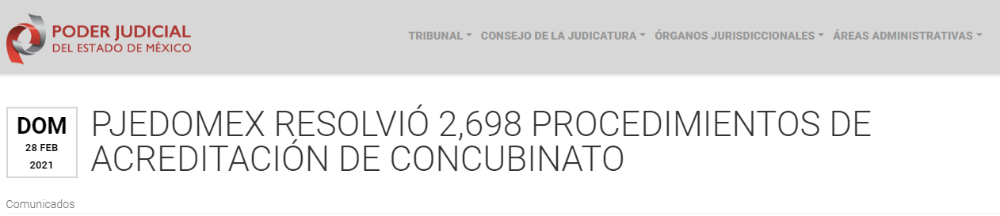 PODER JUDICIAL
DEL ESTADO DE MÉXICO
TRIBUNAL CONSEJO DE LA JUDICATURA ÓRGANOS JURISDICCIONALES ÁREAS ADMINISTRATIVAS
DOM
28 FEB
2021
PJEDOMEX RESOLVIÓ 2,698 PROCEDIMIENTOS DE
ACREDITACIÓN DE CONCUBINATO
Comunicados